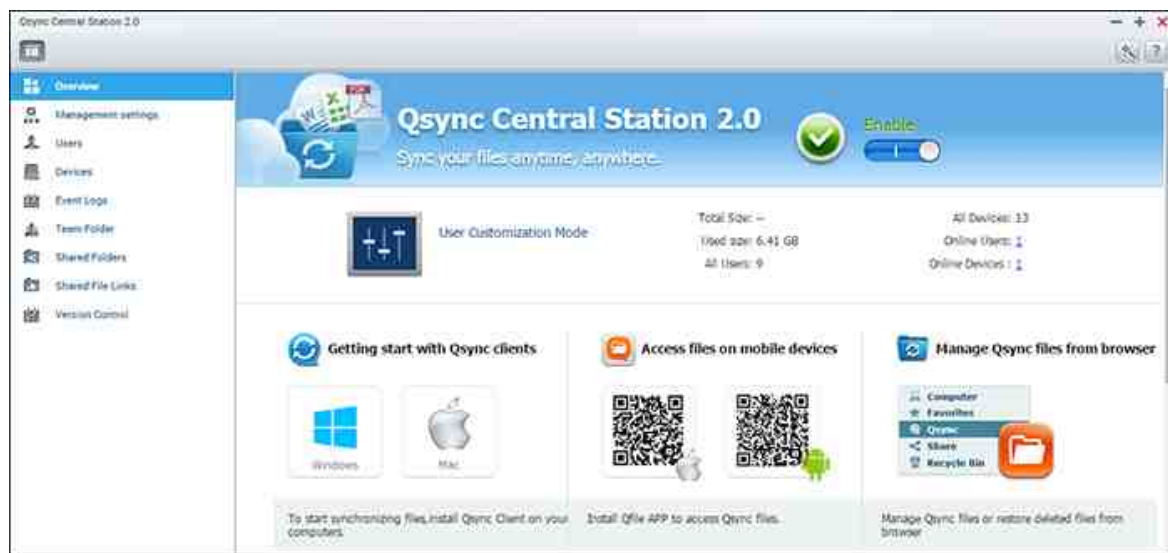 Qsync Central Station 2.0
Overview
Management settings
Users
Devices
Event Logs
Team Folder
Shared Folders
Shared File Links
Version Control
Qsync Central Station 2.0
Sync your files anytime, anywhere.
Enable
User Customization Mode
Total Size: --
Used size: 6.41 GB
All Users: 9
All Devices: 13
Online Users: 1
Online Devices : 1
Getting start with Qsync clients
Windows
Mac
To start synchronizing files,install Qsync Client on your
computers.
Access files on mobile devices
Install Qfile APP to access Qsync files.
Manage Qsync files from browser
Computer
Favorites
Qsync
Share
Recycle Bin
Manage Qsync files or restore deleted files from
browser